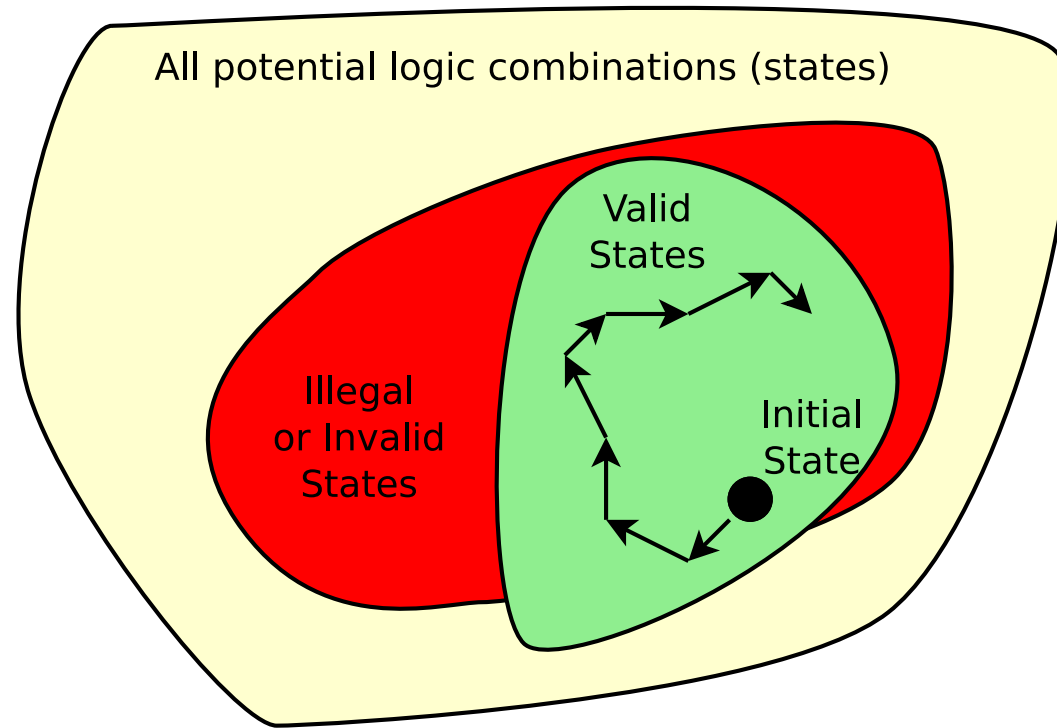 All potential logic combinations (states)
Valid
States
Illegal
or Invalid
States
Initial
State